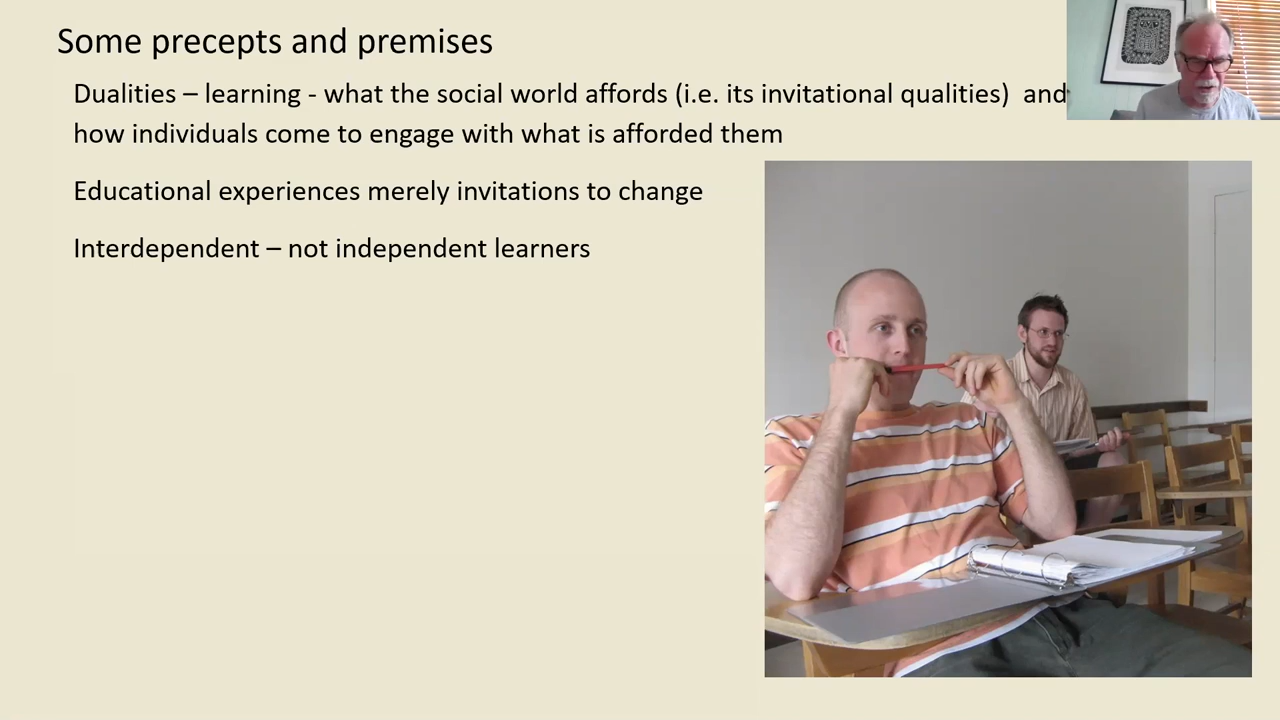 Some precepts and premises
Dualities – learning - what the social world affords (i.e. its invitational qualities)  and
how individuals come to engage with what is afforded them
Educational experiences merely invitations to change
Interdependent – not independent learners